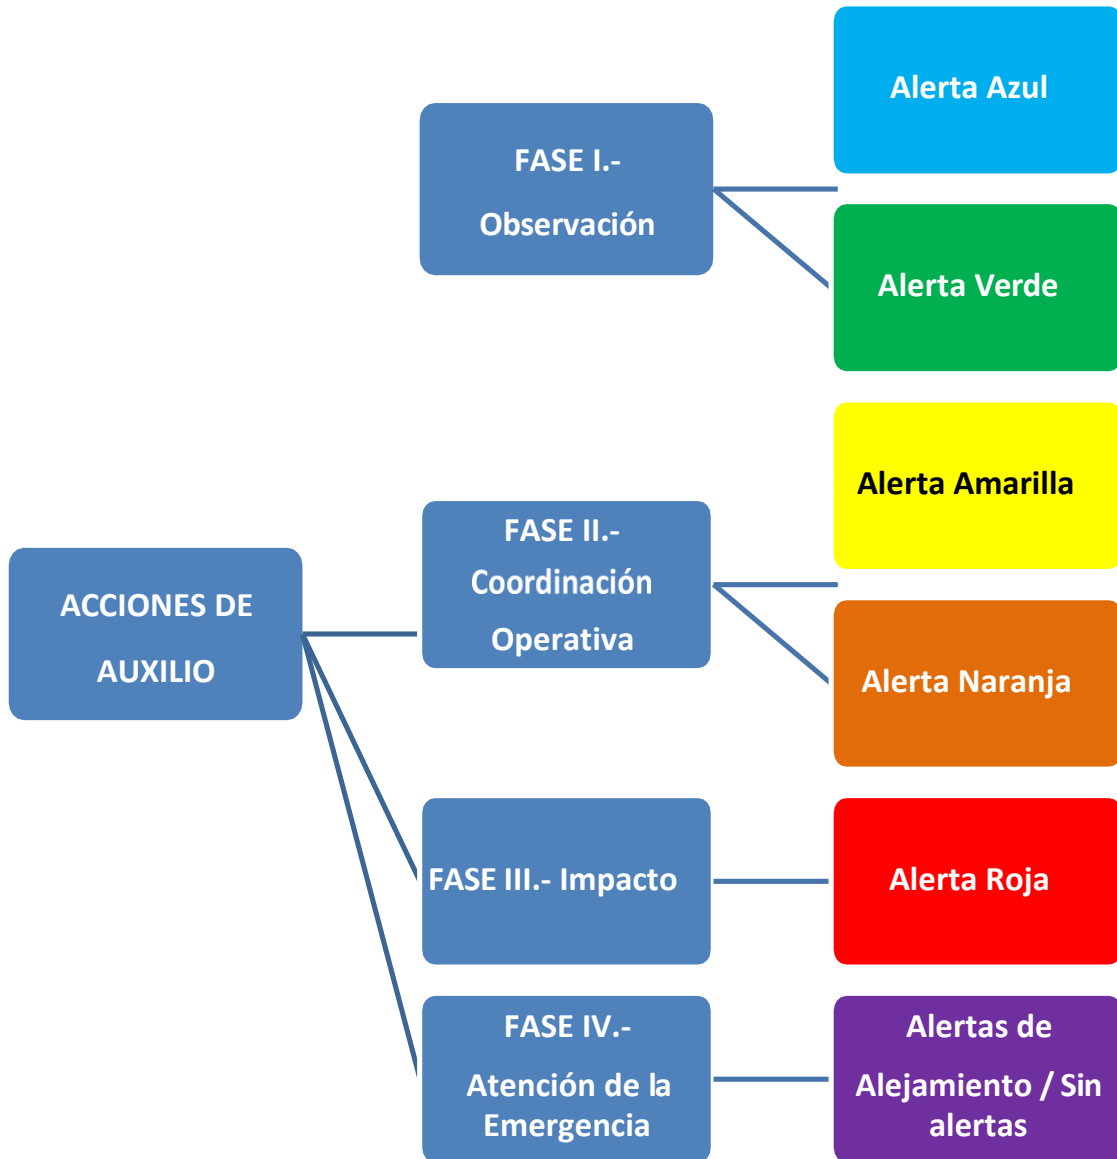 ACCIONES DE
AUXILIO
FASE I.-
Observación
Alerta Azul
Alerta Verde
FASE II.-
Coordinación
Operativa
Alerta Amarilla
Alerta Naranja
FASE III.- Impacto
Alerta Roja
FASE IV.-
Atención de la
Emergencia
Alertas de
Alejamiento / Sin
alertas